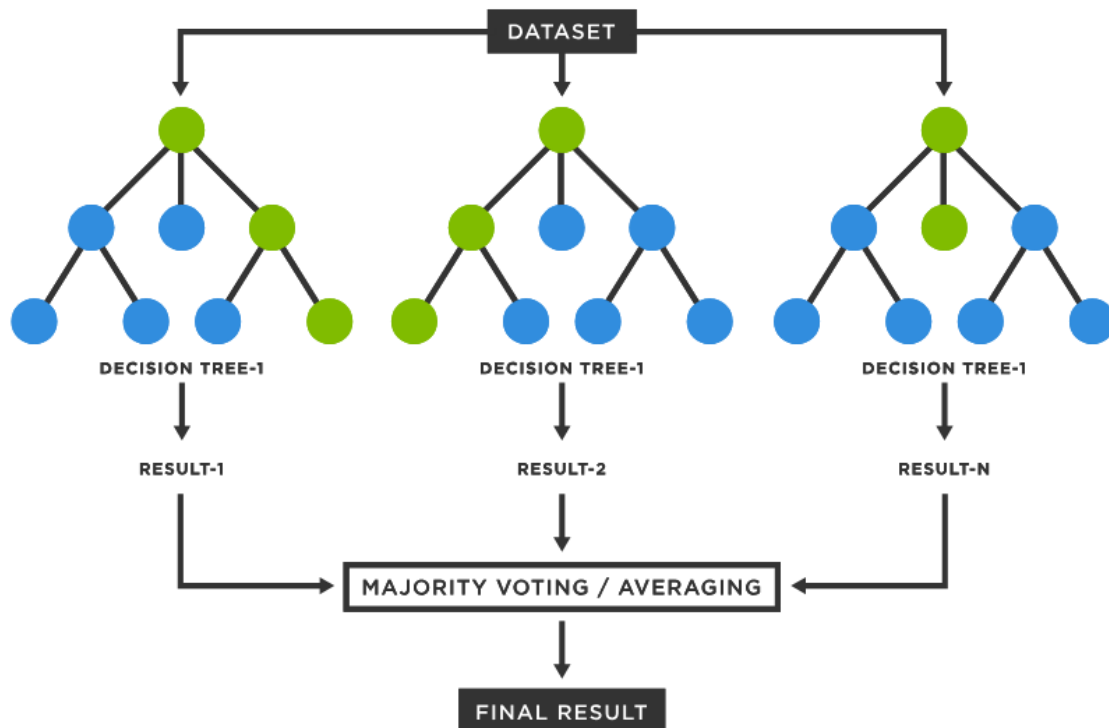 DATASET
DECISION TREE-1
DECISION TREE-1
DECISION TREE-1
RESULT-1
RESULT-2
RESULT-N
MAJORITY VOTING / AVERAGING
FINAL RESULT